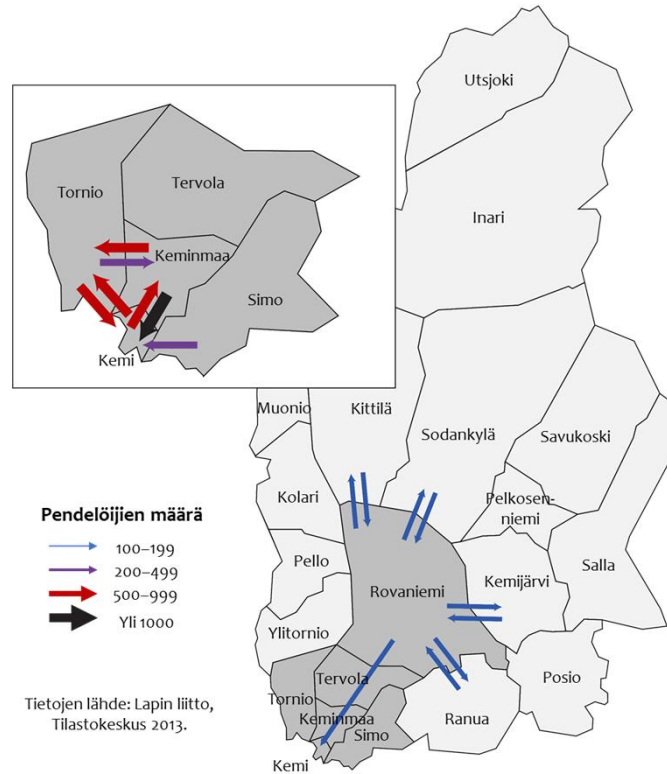 Utsjoki
Inari
Tornio
Tervola
Keminmaa
Simo
Kemi
Muonio
Kittilä
Sodankylä
Savukoski
Kolari
Pelkosen-
niemi
Salla
Pello
Rovaniemi
Kemijärvi
Ylitornio
Posio
Tervola
Tornio
Keminmaa
Simo
Ranua
Kemi
Pendelöijien määrä
100–199
200–499
500–999
Yli 1000
Tietojen lähde: Lapin liitto,
Tilastokeskus 2013.